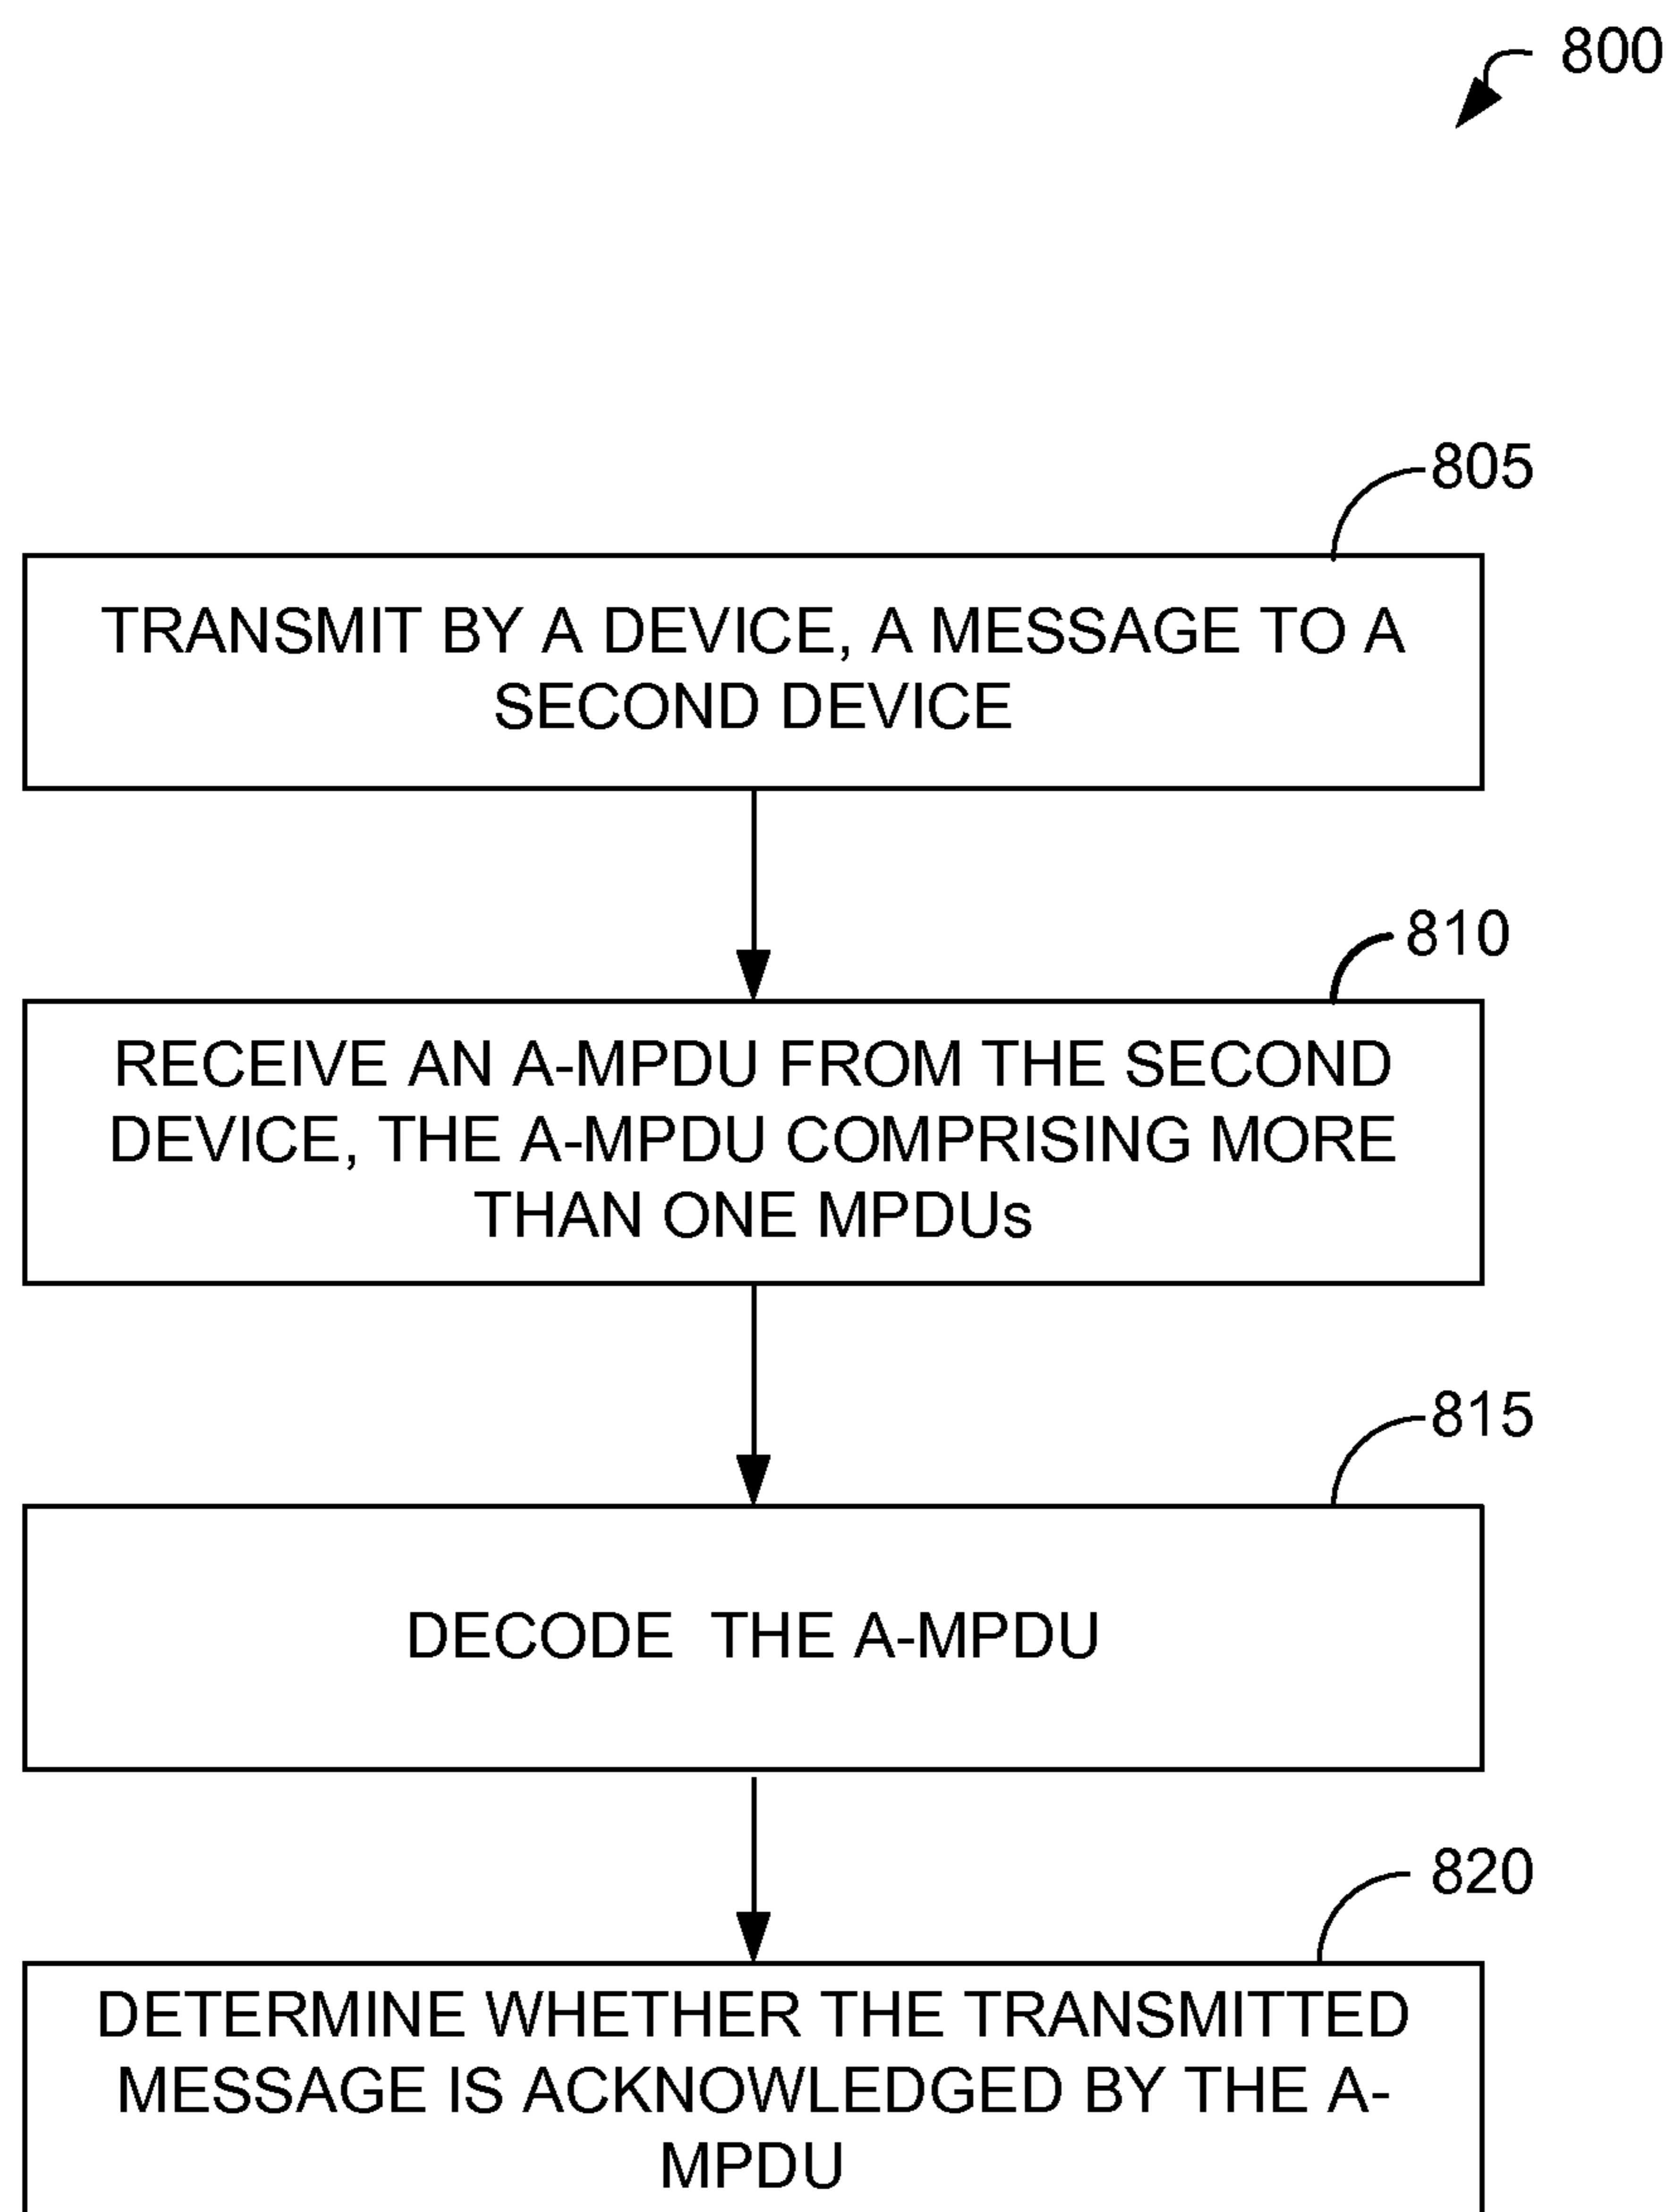 800
805
TRANSMIT BY A DEVICE, A MESSAGE TO A
SECOND DEVICE
810
RECEIVE AN A-MPDU FROM THE SECOND
DEVICE, THE A-MPDU COMPRISING MORE
THAN ONE MPDUs
815
DECODE THE A-MPDU
820
DETERMINE WHETHER THE TRANSMITTED
MESSAGE IS ACKNOWLEDGED BY THE A-
MPDU